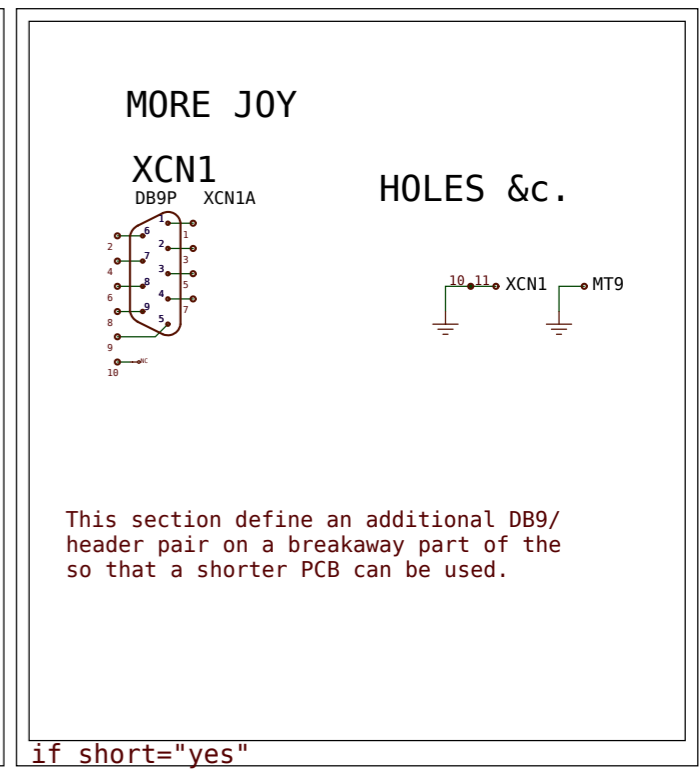 MORE JOY
XCN1
DB9P XCN1A
HOLES &c.
1
6
1
2
2
7
3
4
3
8
5
6
4
9
7
8
5
9
NC
10
10 11 XCN1
MT9
This section define an additional DB9/
header pair on a breakaway part of the
so that a shorter PCB can be used.
if short="yes"